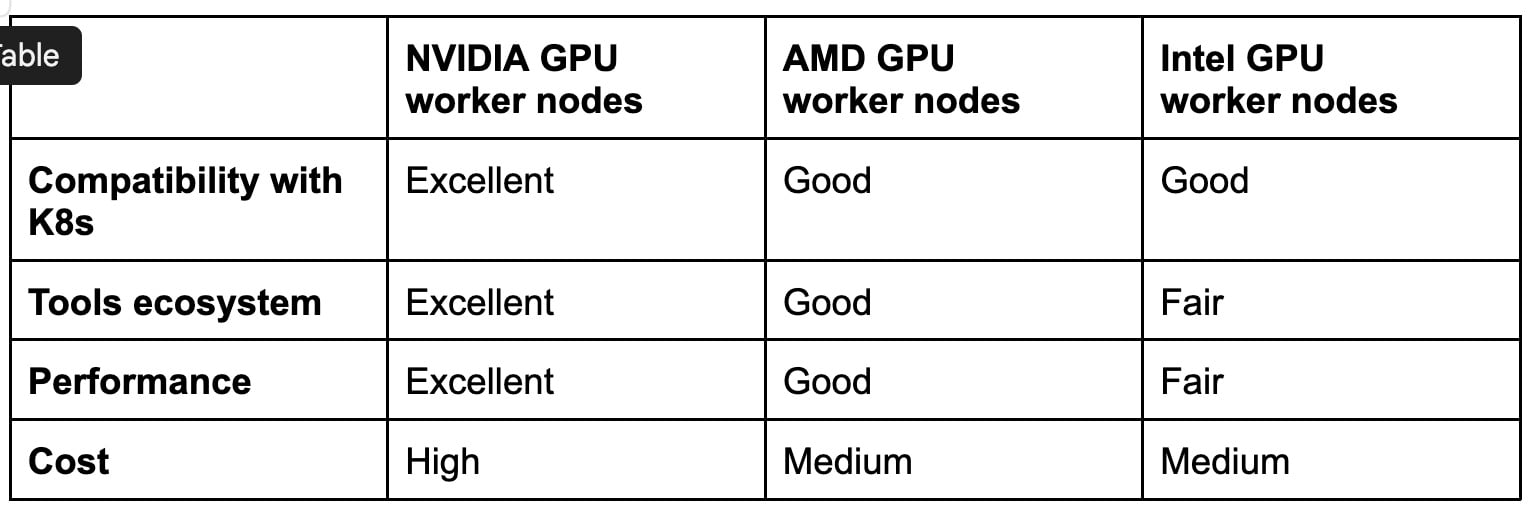 able
NVIDIA GPU
worker nodes
AMD GPU
worker nodes
Intel GPU
worker nodes
Compatibility with
K8s
Excellent
Good
Good
Tools ecosystem
Excellent
Good
Fair
Performance
Excellent
Good
Fair
Cost
High
Medium
Medium